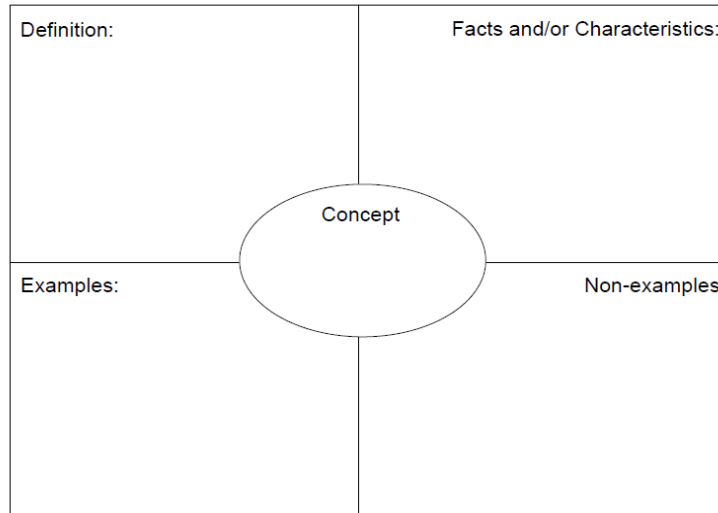 Definition:
Facts and/or Characteristics:
Concept
Examples:
Non-examples